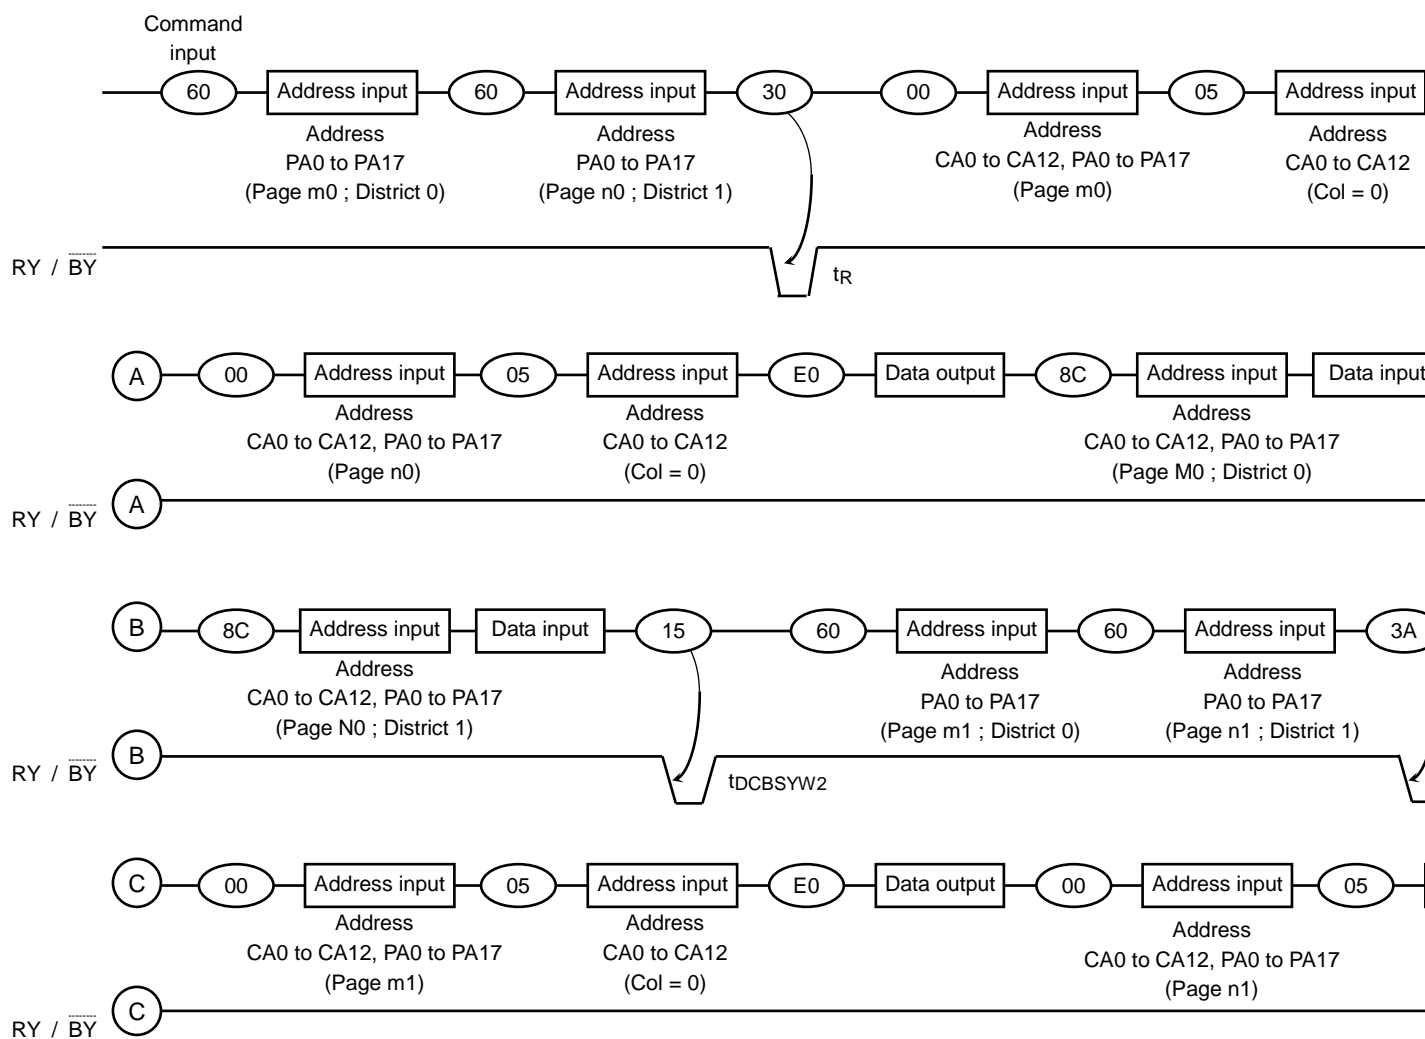 Command
input
60 Address input 60 Address input 30 00 Address input 05 Address input
Address
PA0 to PA17
(Page m0 ; District 0)
Address
PA0 to PA17
(Page n0 ; District 1)
Address
CA0 to CA12, PA0 to PA17
(Page m0)
Address
CA0 to CA12
(Col = 0)
RY / BY
tR
A 00 Address input 05 Address input E0 Data output 8C Address input Data input
Address
CA0 to CA12, PA0 to PA17
(Page n0)
Address
CA0 to CA12
(Col = 0)
Address
CA0 to CA12, PA0 to PA17
(Page M0 ; District 0)
RY / BY A
B 8C Address input Data input 15 60 Address input 60 Address input 3A
Address
CA0 to CA12, PA0 to PA17
(Page N0 ; District 1)
Address
PA0 to PA17
(Page m1 ; District 0)
Address
PA0 to PA17
(Page n1 ; District 1)
RY / BY B
tDCBSYW2
C 00 Address input 05 Address input E0 Data output 00 Address input 05
Address
CA0 to CA12, PA0 to PA17
(Page m1)
Address
CA0 to CA12
(Col = 0)
Address
CA0 to CA12, PA0 to PA17
(Page n1)
RY / BY C